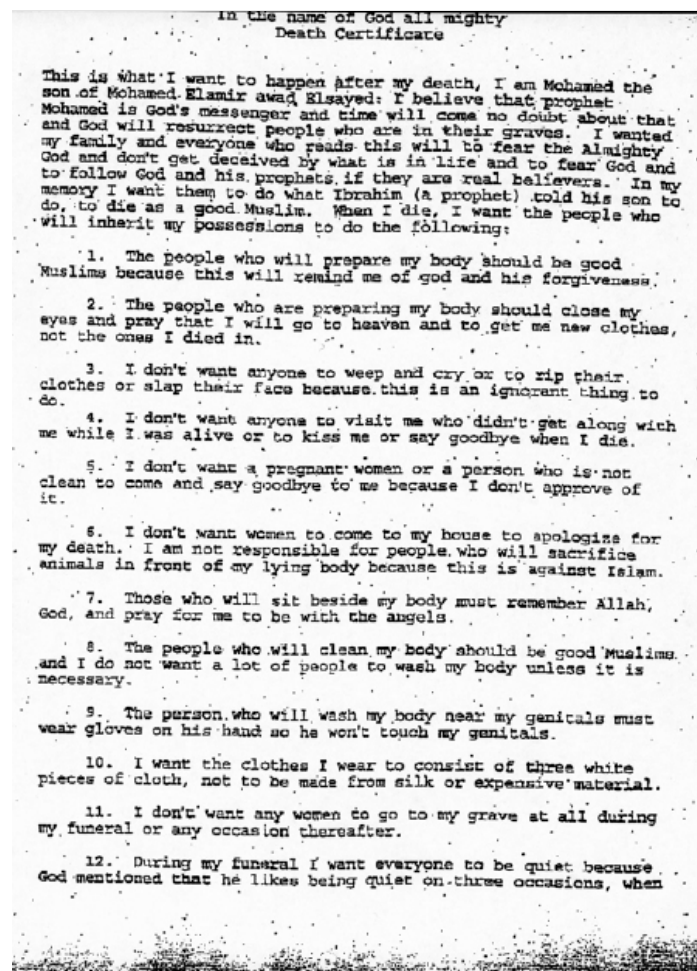 In the name of God all mighty
Death Certificate
This is what I want to happen after my death, I am Mohamed the
son of Mohamed Elamir awad Elsayed: I believe that prophet
Mohamed is God's messenger and time will come no doubt about that
and God will resurrect people who are in their graves. I wanted
my family and everyone who reads this will to fear the Almighty
God and don't get deceived by what is in life and to fear God and
to follow God and his prophets if they are real believers. In my
memory I want them to do what Ibrahim (a prophet) told his son to
do, to die as a good Muslim. When I die, I want the people who
will inherit my possessions to do the following:
1. The people who will prepare my body should be good
Muslims because this will remind me of god and his forgiveness.
2. The people who are preparing my body should close my
eyes and pray that I will go to heaven and to get me new clothes,
not the ones I died in.
3. I don't want anyone to weep and cry or to rip their
clothes or slap their face because this is an ignorant thing to
do.
4. I don't want anyone to visit me who didn't get along with
me while I was alive or to kiss me or say goodbye when I die.
5. I don't want a pregnant women or a person who is not
clean to come and say goodbye to me because I don't approve of
it.
6. I don't want women to come to my house to apologize for
my death. I am not responsible for people who will sacrifice
animals in front of my lying body because this is against Islam.
7. Those who will sit beside my body must remember Allah,
God, and pray for me to be with the angels.
8. The people who will clean my body should be good Muslims
and I do not want a lot of people to wash my body unless it is
necessary.
9. The person who will wash my body near my genitals must
wear gloves on his hand so he won't touch my genitals.
10. I want the clothes I wear to consist of three white
pieces of cloth, not to be made from silk or expensive material.
11. I don't want any women to go to my grave at all during
my funeral or any occasion thereafter.
12. During my funeral I want everyone to be quiet because
God mentioned that he likes being quiet on three occasions, when